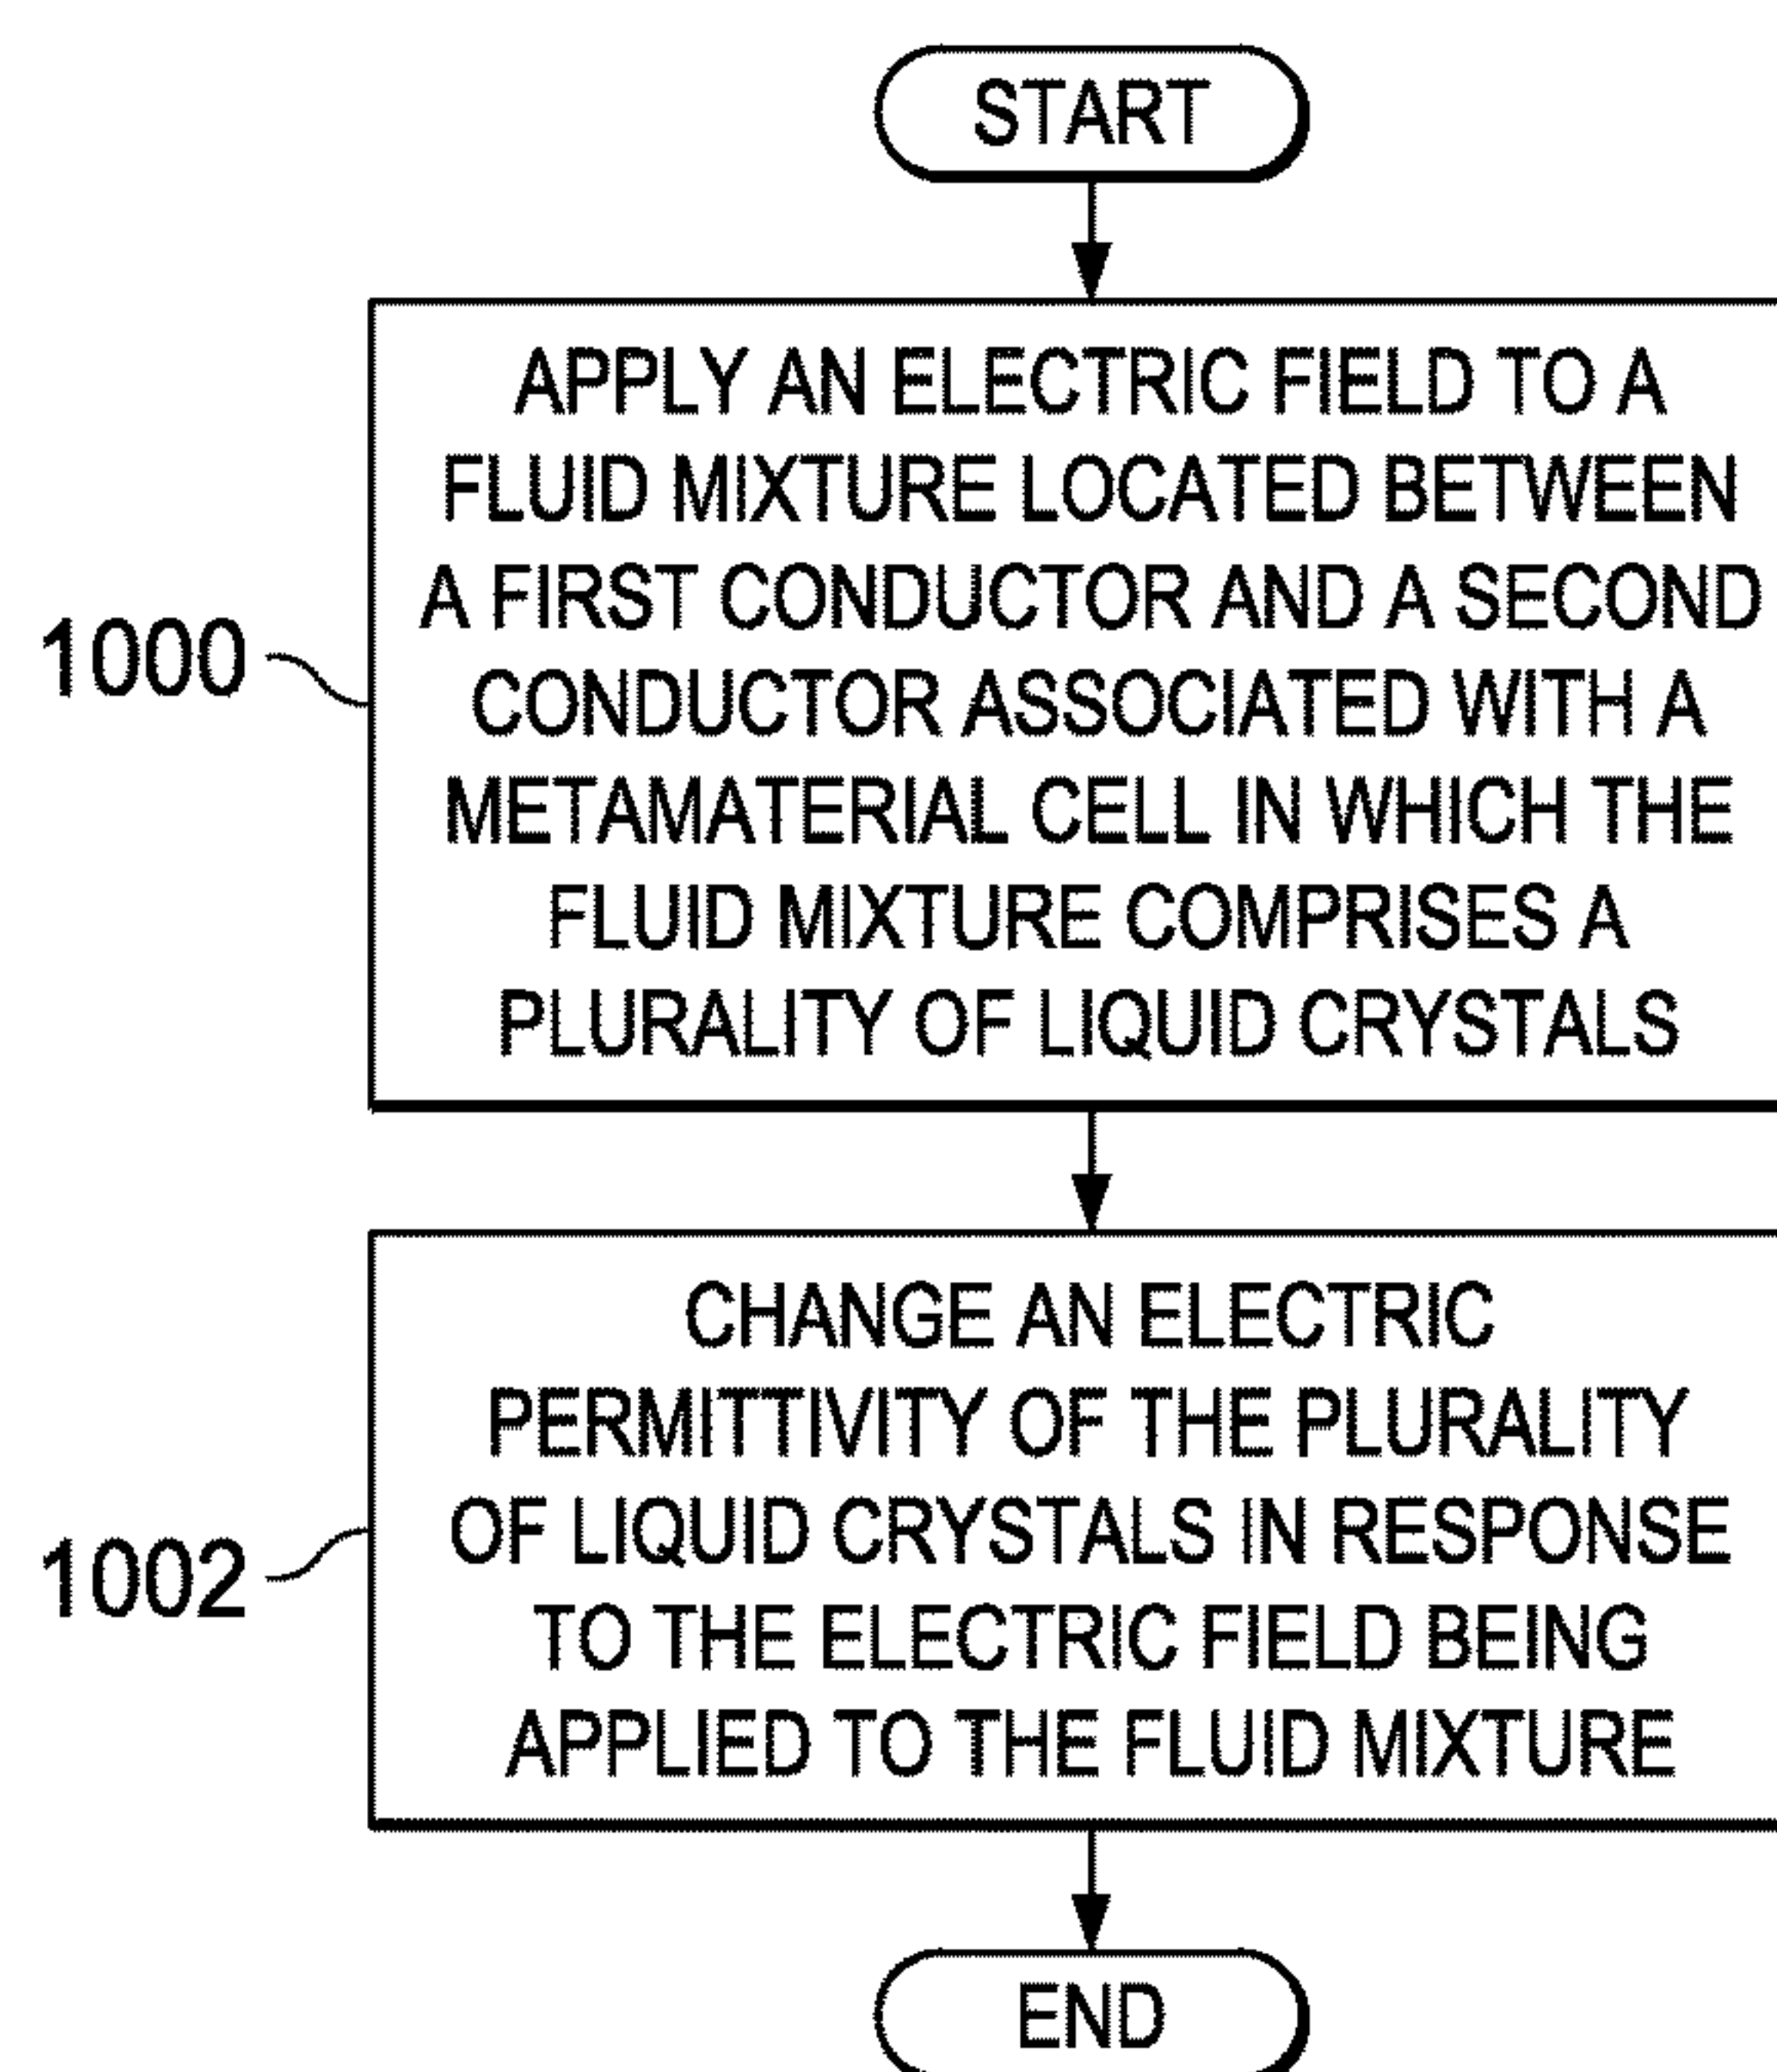 START
APPLY AN ELECTRIC FIELD TO A
FLUID MIXTURE LOCATED BETWEEN
A FIRST CONDUCTOR AND A SECOND
CONDUCTOR ASSOCIATED WITH A
METAMATERIAL CELL IN WHICH THE
FLUID MIXTURE COMPRISES A
PLURALITY OF LIQUID CRYSTALS
1000
CHANGE AN ELECTRIC
PERMITTIVITY OF THE PLURALITY
OF LIQUID CRYSTALS IN RESPONSE
TO THE ELECTRIC FIELD BEING
APPLIED TO THE FLUID MIXTURE
1002
END